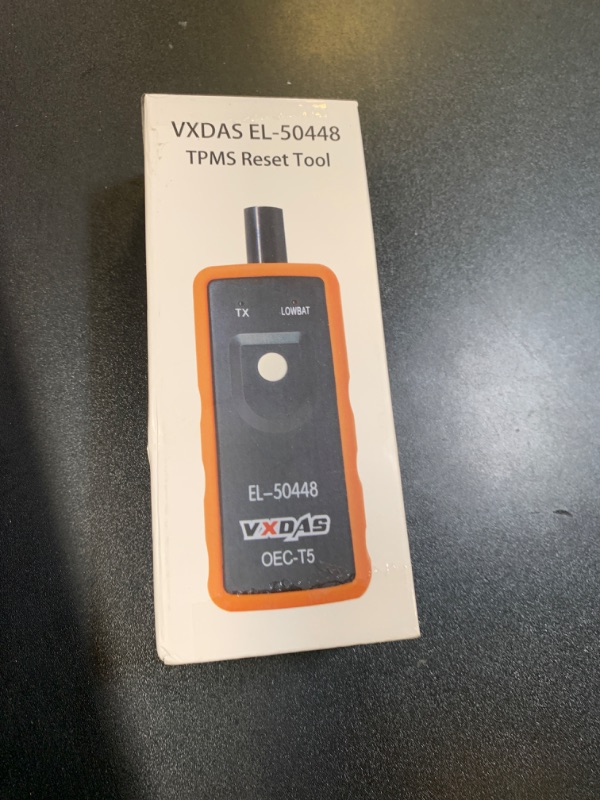 VXDAS EL-50448
TPMS Reset Tool
TX LOWBAT
EL-50448
VXDAS
OEC-T5